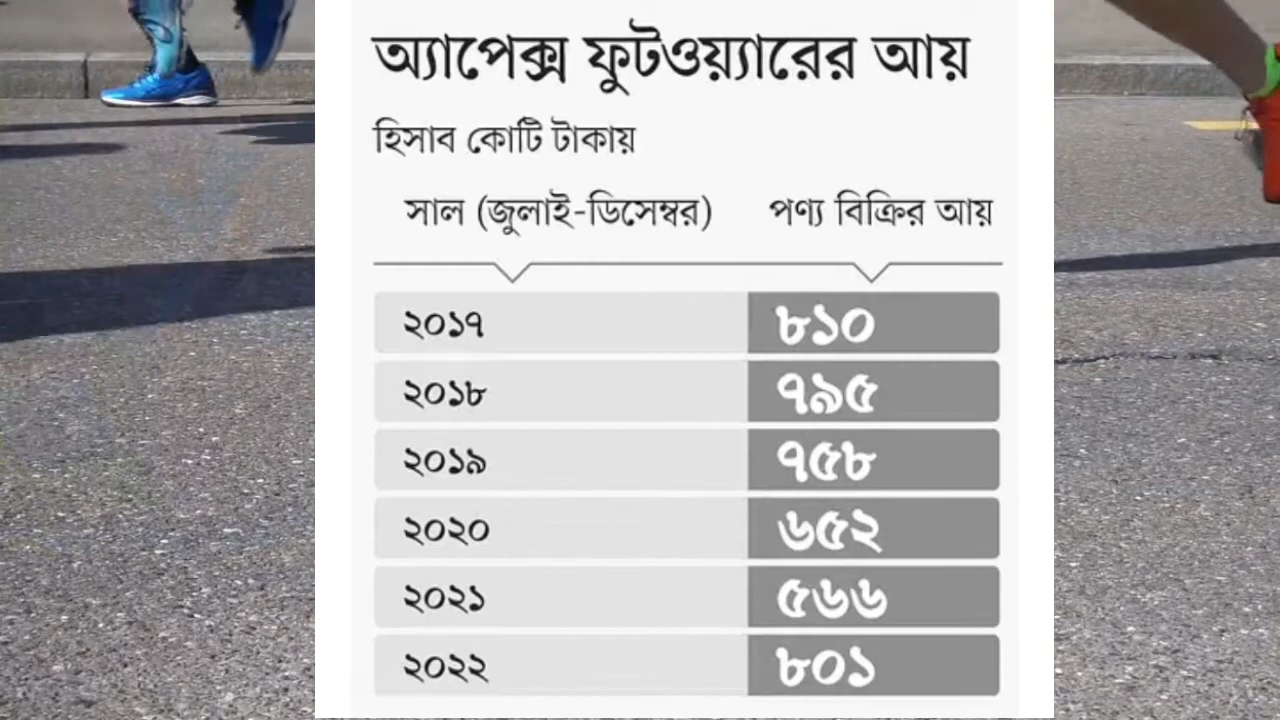 অ্যাপেক্স ফুটওয়্যারের আয়
হিসাব কোটি টাকায়
সাল (জুলাই-ডিসেম্বর) পণ্য বিক্রির আয়
২০১৭ ৮১০
২০১৮ ৭৯৫
২০১৯ ৭৫৮
২০২০ ৬৫২
২০২১ ৫৬৬
২০২২ ৮০১